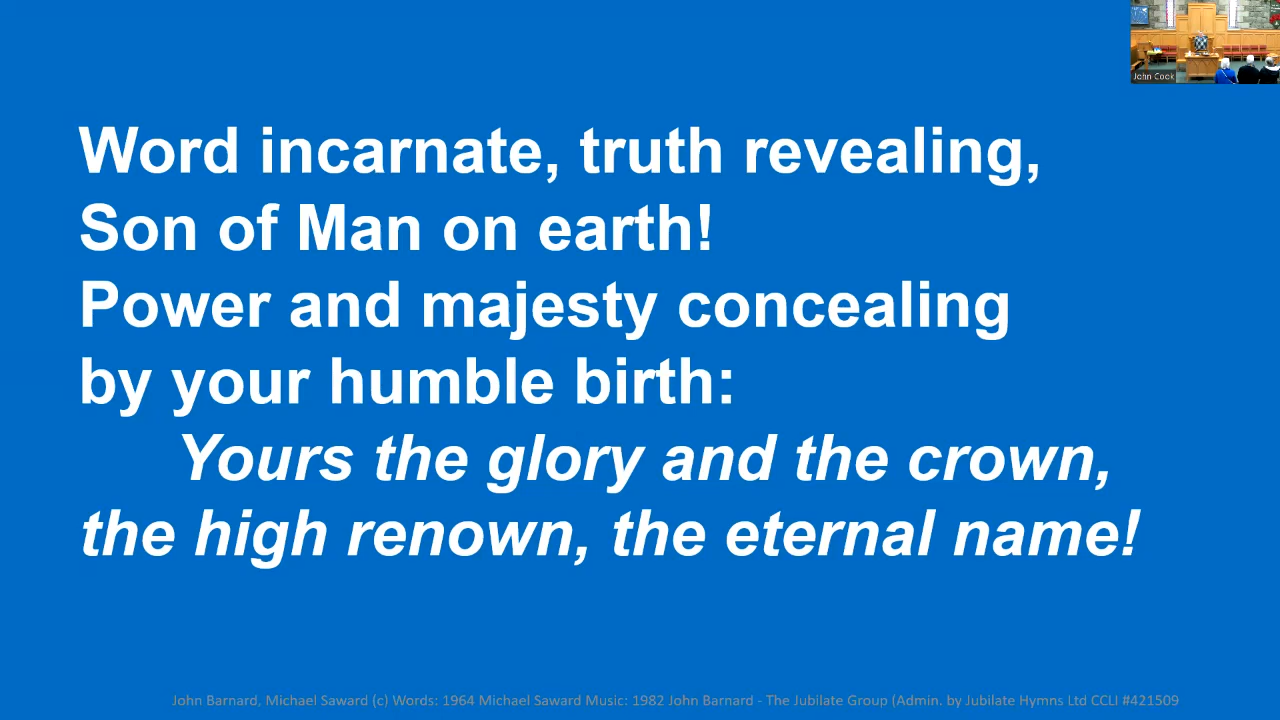 John Cook
Word incarnate, truth revealing,
Son of Man on earth!
Power and majesty concealing
by your humble birth:
Yours the glory and the crown,
the high renown, the eternal name!
John Barnard, Michael Saward (c) Words: 1964 Michael Saward Music: 1982 John Barnard - The Jubilate Group (Admin. by Jubilate Hymns Ltd CCLI #421509